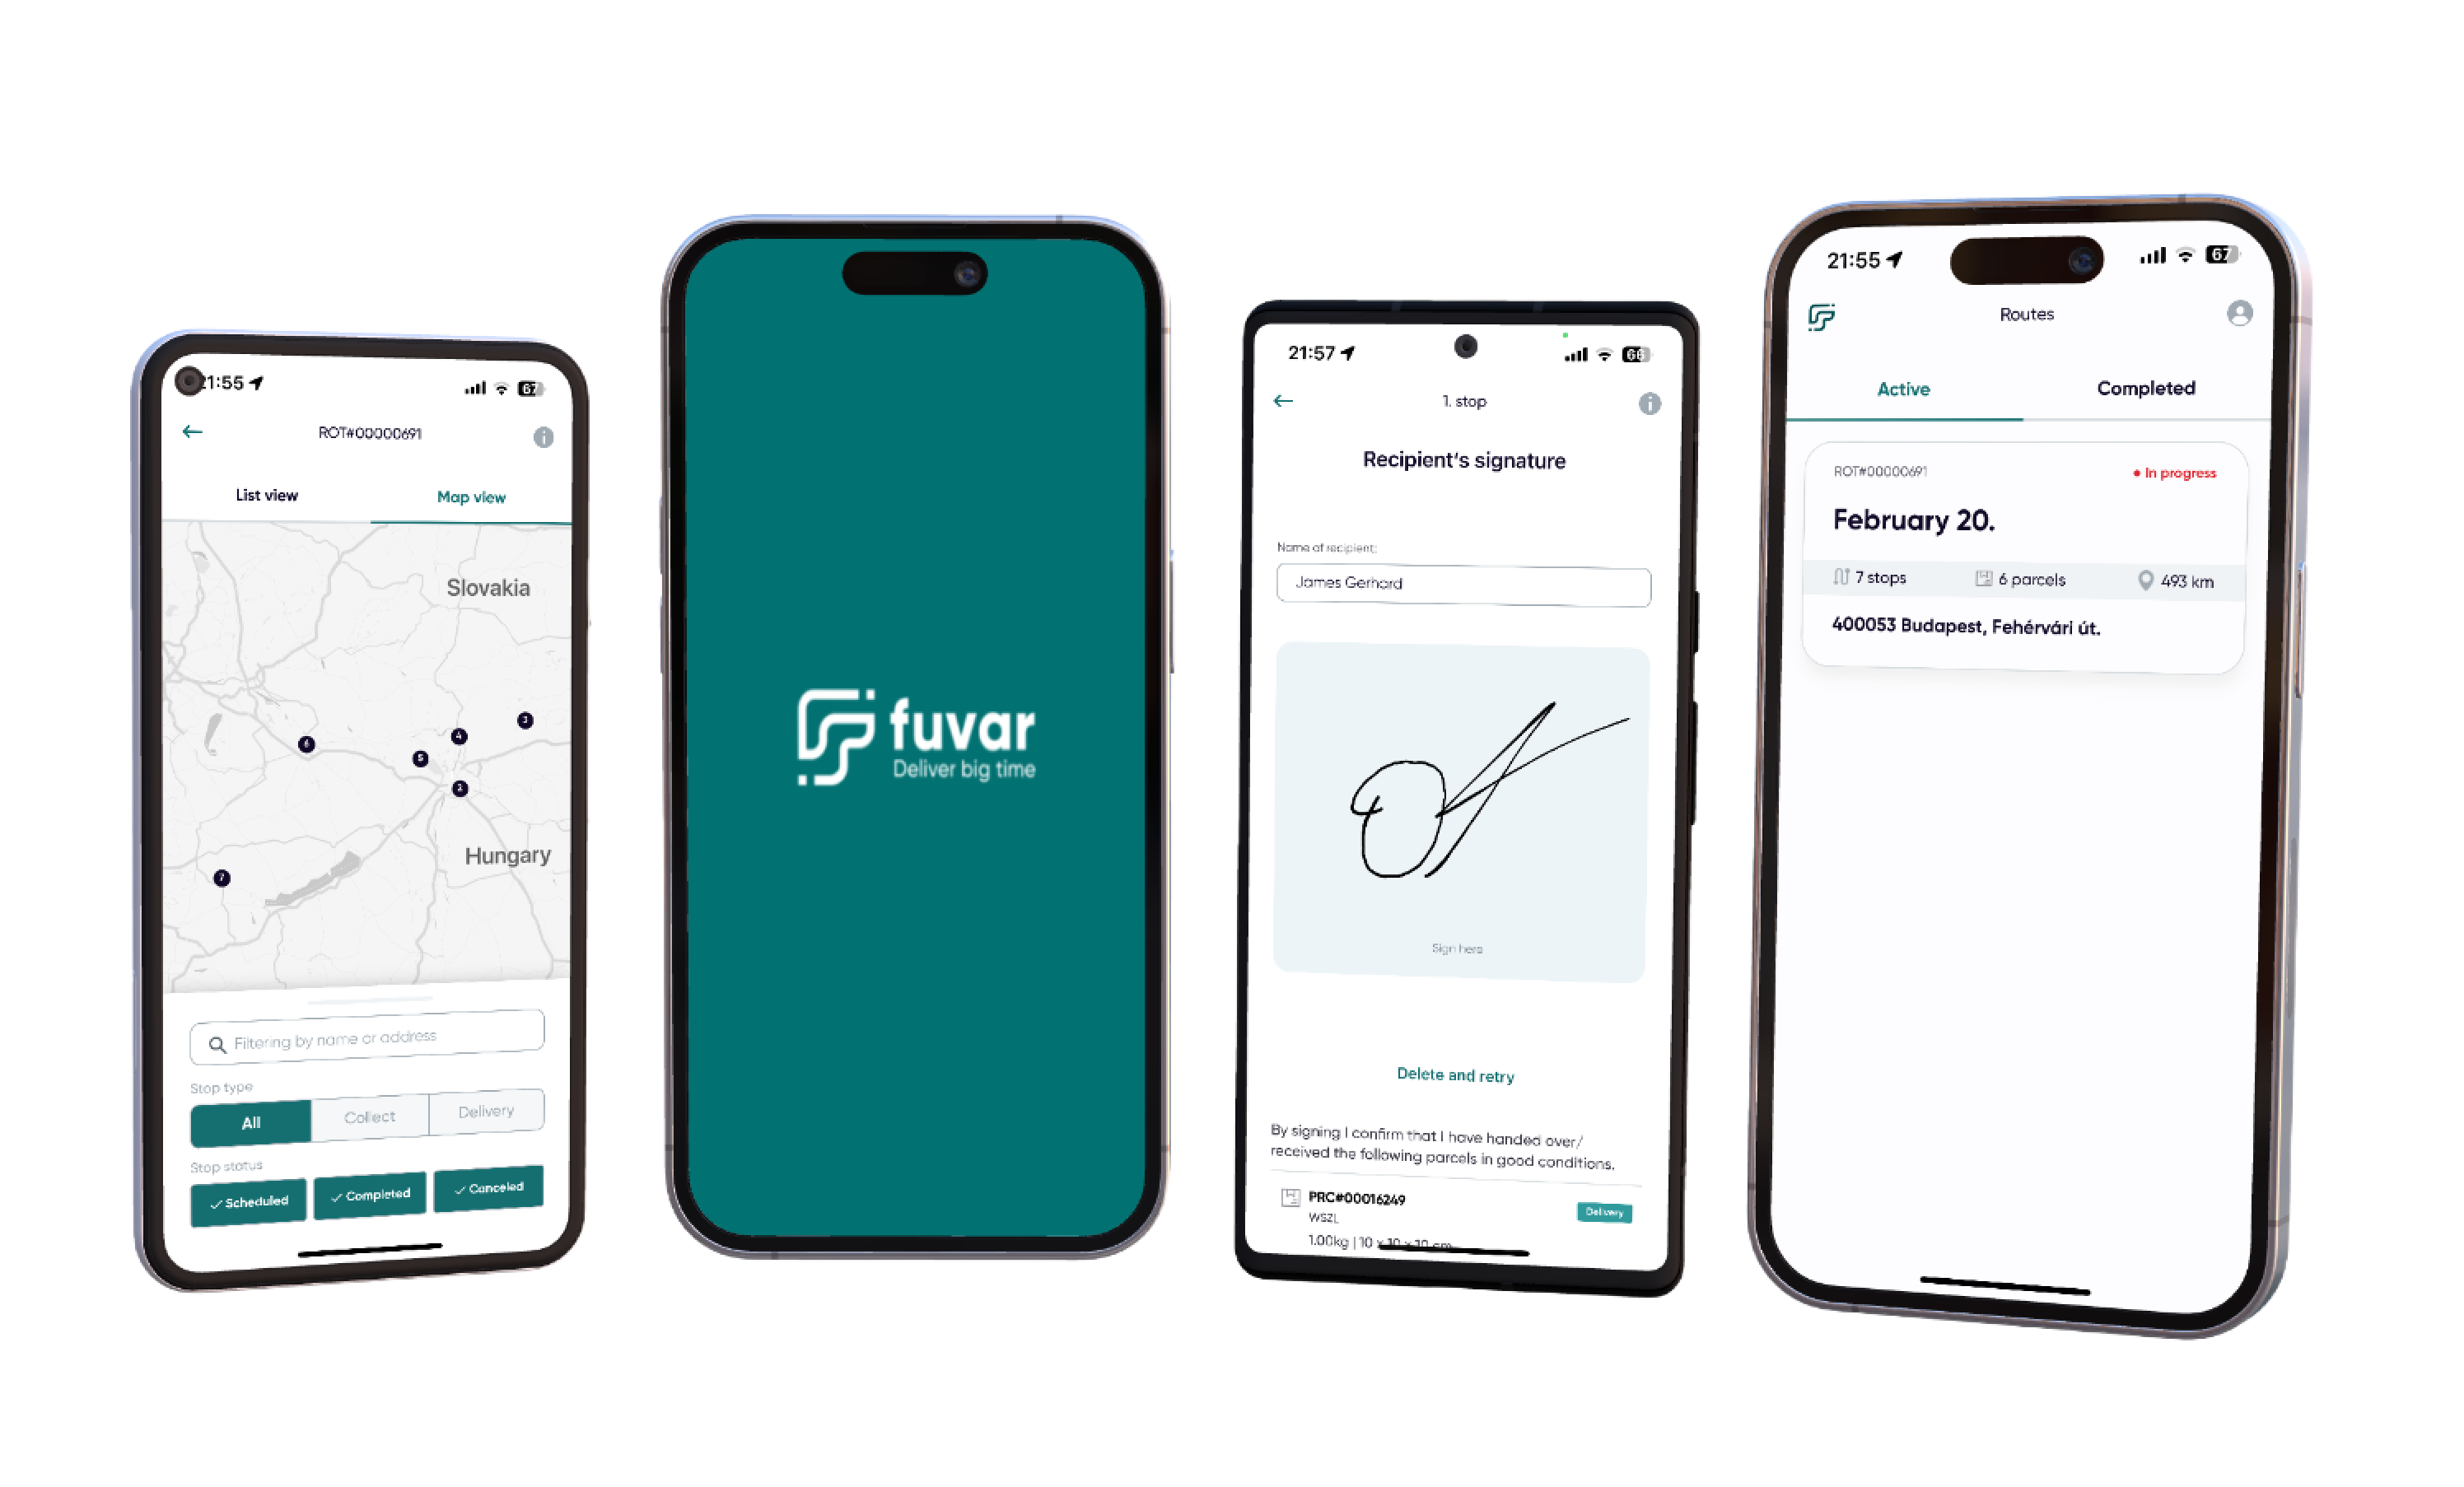 21:55
67
ROT#00000691
List view
Map view
Slovakia
3
4
6
5
2
Hungary
7
Filtering by name or address
Stop type
All
Collect
Delivery
Stop status
Scheduled
Completed
Canceled
fuvar
Deliver big time
21:57
66
1. stop
Recipient's signature
Name of recipient:
James Gerhard
Sign here
Delete and retry
By signing I confirm that I have handed over/
received the following parcels in good conditions.
PRC#00016249
WSZL
Delivery
1.00kg | 10 x 10 x 10 cm
21:55
67
Routes
Active
Completed
ROT#00000691
In progress
February 20.
7 stops
6 parcels
493 km
400053 Budapest, Fehérvári út.